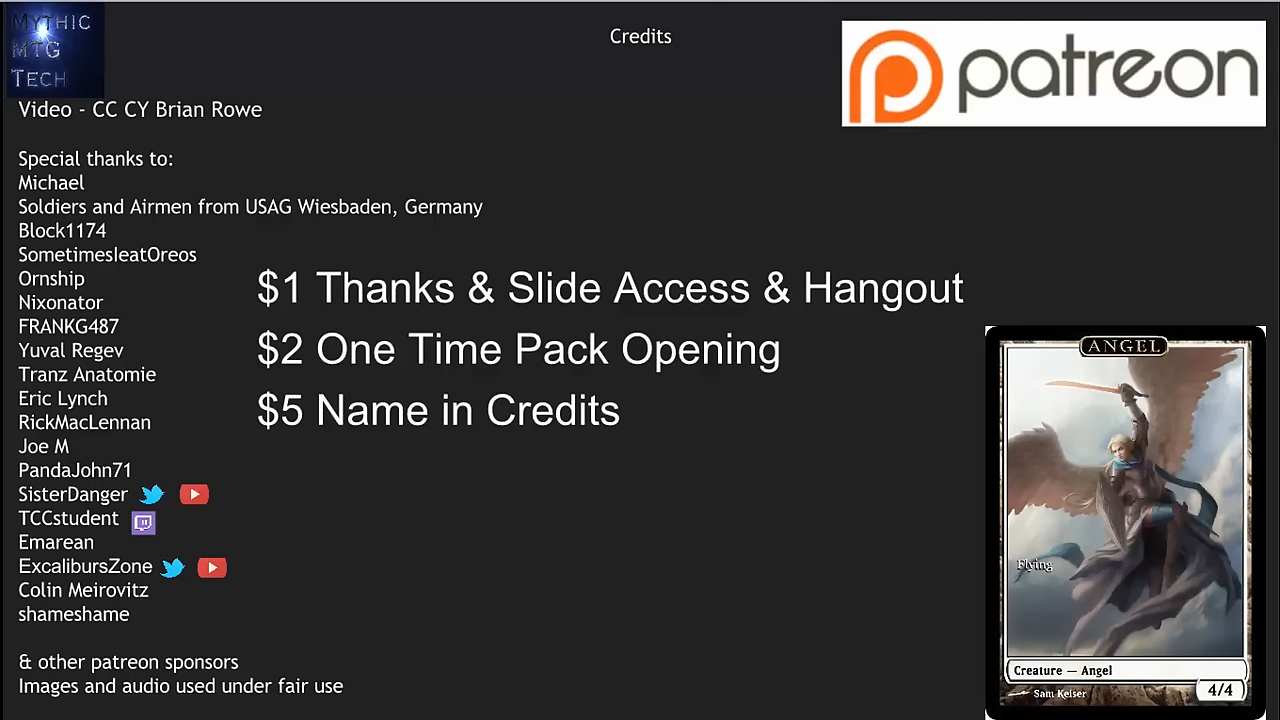 MYTHIC
MTG
TECH
Credits
patreon
Video - CC CY Brian Rowe
Special thanks to:
Michael
Soldiers and Airmen from USAG Wiesbaden, Germany
Block1174
SometimesIeatOreos
Ornship
Nixonator
FRANKG487
Yuval Regev
Tranz Anatomie
Eric Lynch
RickMacLennan
Joe M
PandaJohn71
SisterDanger
TCCstudent
Emarean
ExcalibursZone
Colin Meirovitz
shameshame
& other patreon sponsors
Images and audio used under fair use
$1 Thanks & Slide Access & Hangout
$2 One Time Pack Opening
$5 Name in Credits
ANGEL
Flying
Creature — Angel
4/4
Sam Keiser